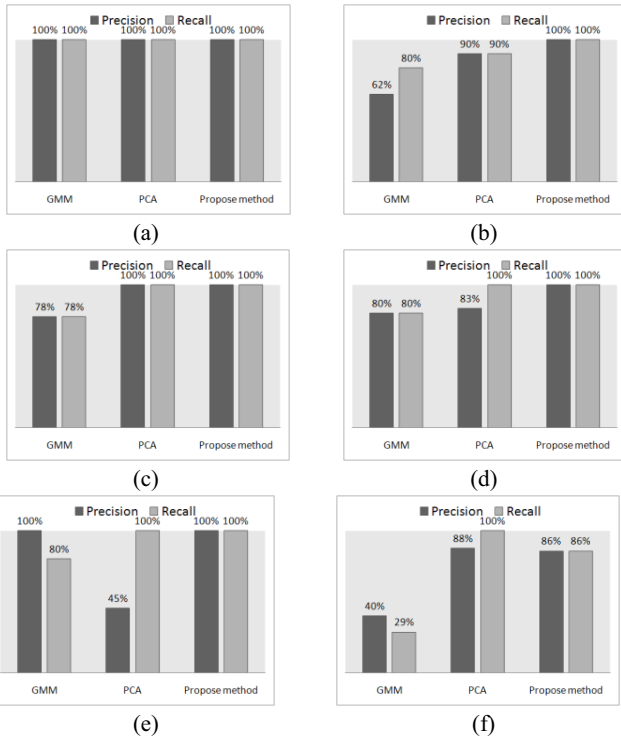 Precision Recall
100% 100% 100% 100% 100% 100%
GMM PCA Propose method
(a)
Precision Recall
62% 80% 90% 90% 100% 100%
GMM PCA Propose method
(b)
Precision Recall
78% 78% 100% 100% 100% 100%
GMM PCA Propose method
(c)
Precision Recall
80% 80% 83% 100% 100% 100%
GMM PCA Propose method
(d)
Precision Recall
100% 80% 45% 100% 100% 100%
GMM PCA Propose method
(e)
Precision Recall
40% 29% 88% 100% 86% 86%
GMM PCA Propose method
(f)